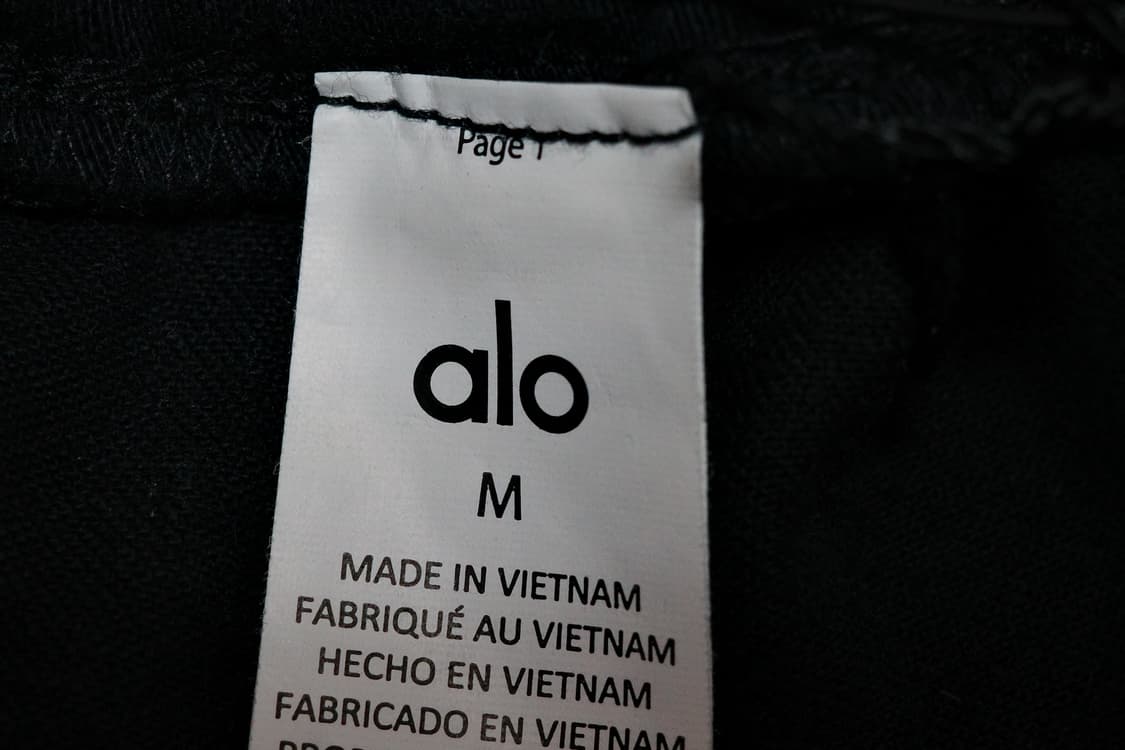 Page 1
alo
M
MADE IN VIETNAM
FABRIQUÉ AU VIETNAM
HECHO EN VIETNAM
FABRICADO EN VIETNAM